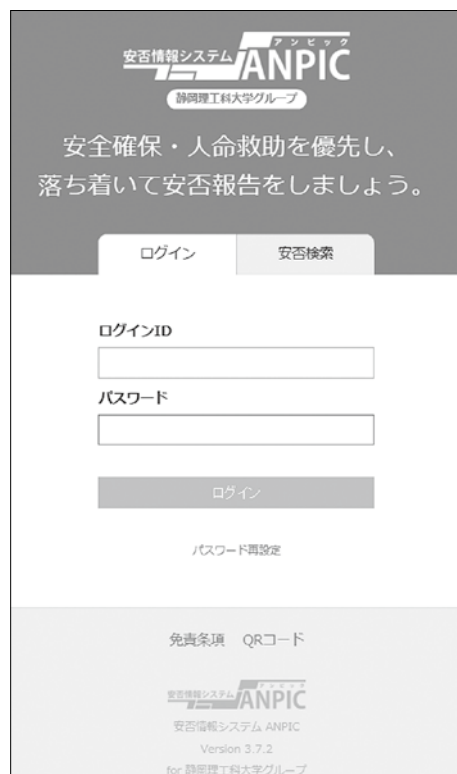 アンピック
安否情報システム ANPIC
静岡理工科大学グループ
安全確保・人命救助を優先し、
落ち着いて安否報告をしましょう。
ログイン 安否検索
ログインID
パスワード
ログイン
パスワード再設定
免責条項 QRコード
アンピック
安否情報システム ANPIC
安否情報システム ANPIC
Version 3.7.2
for 静岡理工科大学グループ